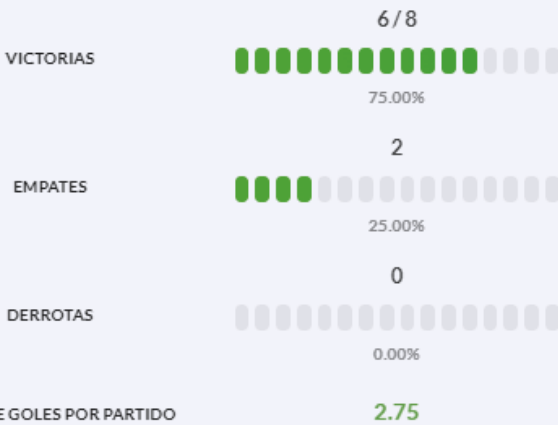 6/8
VICTORIAS
75.00%
2
EMPATES
25.00%
0
DERROTAS
0.00%
E GOLES POR PARTIDO
2.75